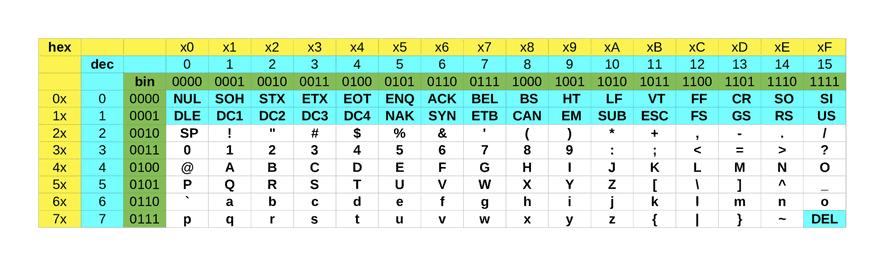 hex x0 x1 x2 x3 x4 x5 x6 x7 x8 x9 xA xB xC xD xE xF
dec 0 1 2 3 4 5 6 7 8 9 10 11 12 13 14 15
bin 0000 0001 0010 0011 0100 0101 0110 0111 1000 1001 1010 1011 1100 1101 1110 1111
0x 0 0000 NUL SOH STX ETX EOT ENQ ACK BEL BS HT LF VT FF CR SO SI
1x 1 0001 DLE DC1 DC2 DC3 DC4 NAK SYN ETB CAN EM SUB ESC FS GS RS US
2x 2 0010 SP ! " # $ % & ' ( ) * + , - . /
3x 3 0011 0 1 2 3 4 5 6 7 8 9 : ; < = > ?
4x 4 0100 @ A B C D E F G H I J K L M N O
5x 5 0101 P Q R S T U V W X Y Z [ \ ] ^ _
6x 6 0110 ` a b c d e f g h i j k l m n o
7x 7 0111 p q r s t u v w x y z { | } ~ DEL